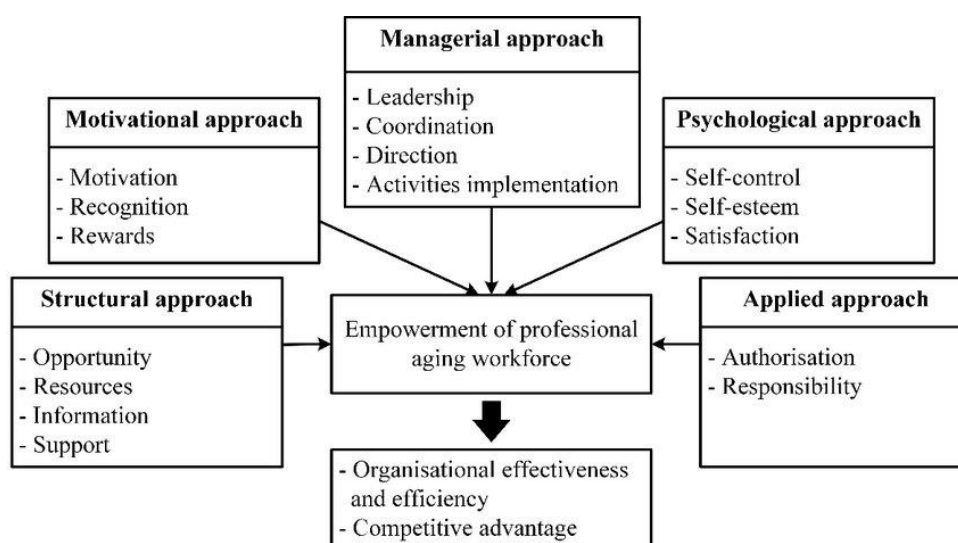 Managerial approach
- Leadership
- Coordination
- Direction
- Activities implementation
Motivational approach
- Motivation
- Recognition
- Rewards
Psychological approach
- Self-control
- Self-esteem
- Satisfaction
Structural approach
- Opportunity
- Resources
- Information
- Support
Empowerment of professional
aging workforce
Applied approach
- Authorisation
- Responsibility
- Organisational effectiveness
and efficiency
- Competitive advantage